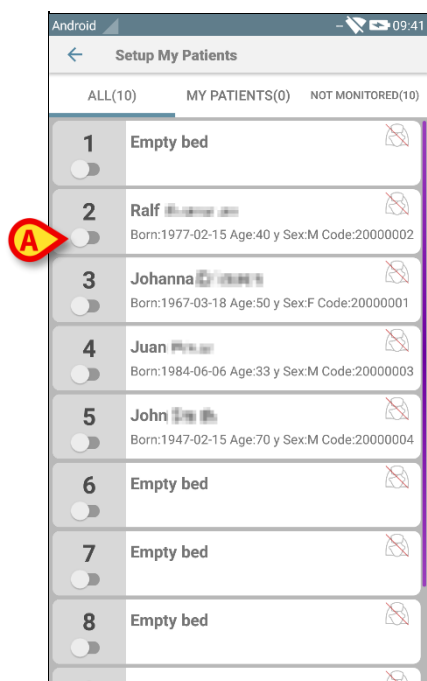 Android
09:41
Setup My Patients
ALL(10) MY PATIENTS(0) NOT MONITORED(10)
1 Empty bed
2 Ralf
A
Born:1977-02-15 Age:40 y Sex:M Code:20000002
3 Johanna
Born:1967-03-18 Age:50 y Sex:F Code:20000001
4 Juan
Born:1984-06-06 Age:33 y Sex:M Code:20000003
5 John
Born:1947-02-15 Age:70 y Sex:M Code:20000004
6 Empty bed
7 Empty bed
8 Empty bed